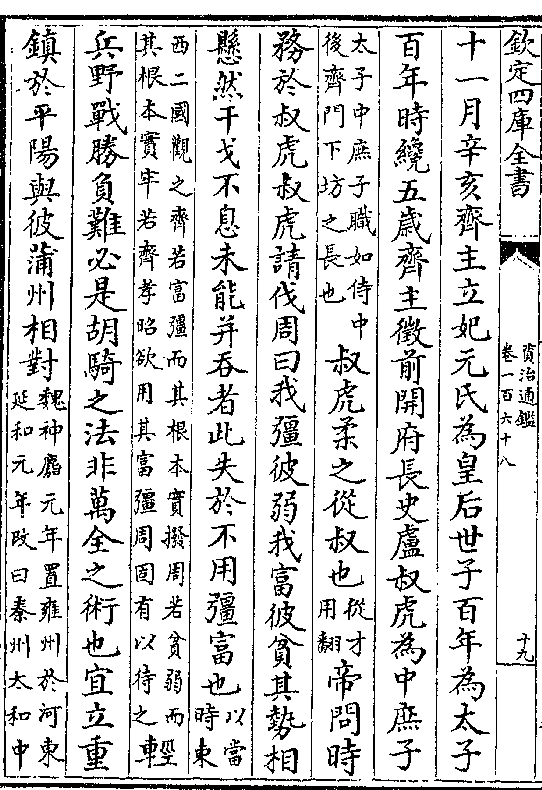 欽定四庫全書
資治通鑑
卷一百六十八
十九
十一月辛亥齊主立妃元氏為皇后世子百年為太子
百年時纔五歲齊主徵前開府長史盧叔虎為中庶子
太子中庶子職如侍中
後齊門下坊之長也
叔虎柔之從叔也
從才
用翻
帝問時
務於叔虎叔虎請伐周曰我彊彼弱我富彼貧其勢相
懸然干戈不息未能并吞者此失於不用彊富也
以當
時東
西二國觀之齊若富彊而其根本實撥周若貧弱而
其根本實牢若齊孝昭欲用其富彊周固有以待之
輕
兵野戰勝負難必是胡騎之法非萬全之術也宜立重
鎮於平陽與彼蒲州相對
魏神䴥元年置雍州於河東
延和元年改曰秦州太和中